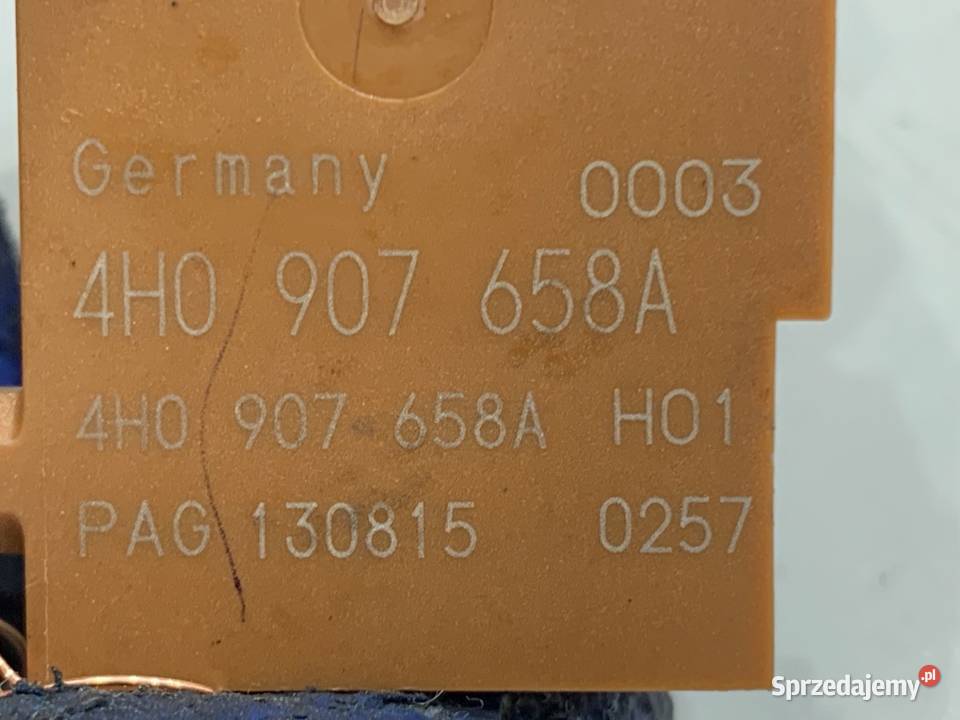 Germany 0003
4H0 907 658A
4H0 907 658A H01
PAG 130815 0257
Sprzedajemy.pl